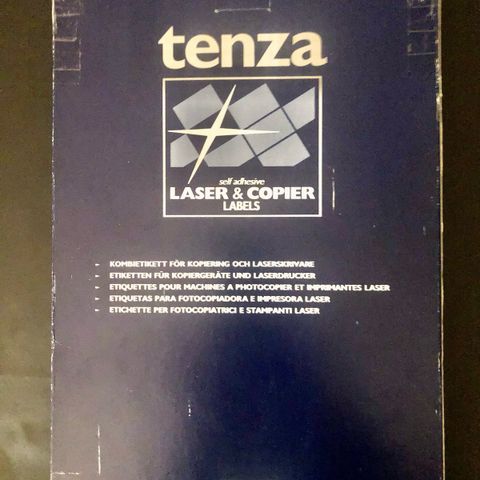 tenza
self adhesive
LASER & COPIER
LABELS
KOMBIETIKETT FÖR KOPIERING OCH LASERSKRIVARE
ETIKETTEN FÜR KOPIERGERÄTE UND LASERDRUCKER
ETIQUETTES POUR MACHINES A PHOTOCOPIER ET IMPRIMANTES LASER
ETIQUETAS PARA FOTOCOPIADORA E IMPRESORA LASER
ETICHETTE PER FOTOCOPIATRICI E STAMPANTI LASER